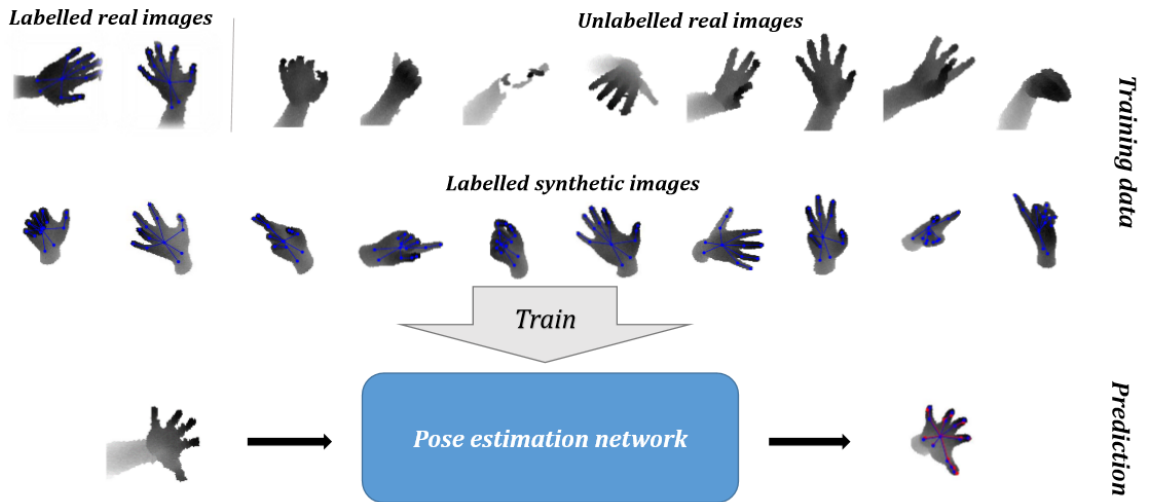 Labelled real images
Unlabelled real images
Training data
Labelled synthetic images
Train
Pose estimation network
Prediction